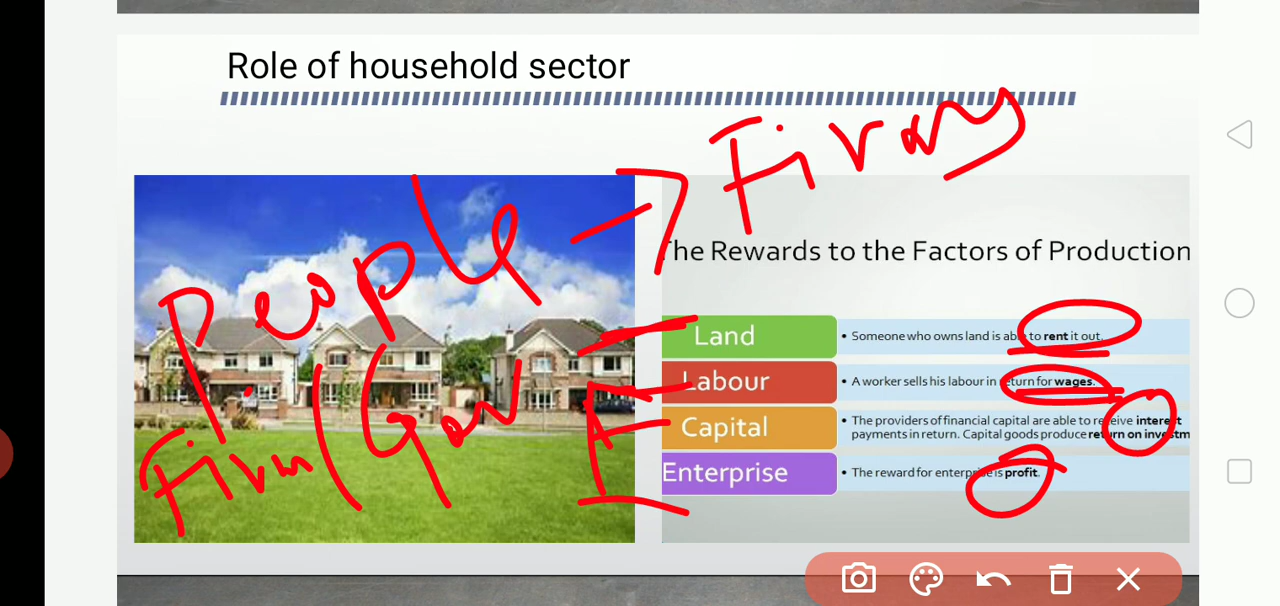 Role of household sector
Firms
People
Firm / Gov
he Rewards to the Factors of Production
Land
• Someone who owns land is able to rent it out.
Labour
• A worker sells his labour in return for wages.
Capital
• The providers of financial capital are able to receive interest
payments in return. Capital goods produce return on investm
Enterprise
• The reward for enterprise is profit.